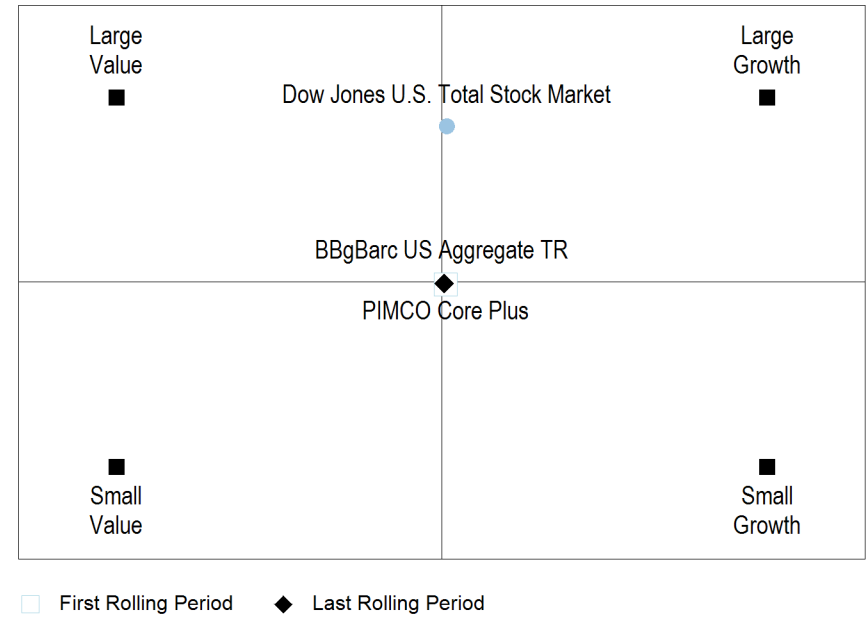 Large
Value
Large
Growth
Dow Jones U.S. Total Stock Market
BBgBarc US Aggregate TR
PIMCO Core Plus
Small
Value
Small
Growth
First Rolling Period
Last Rolling Period